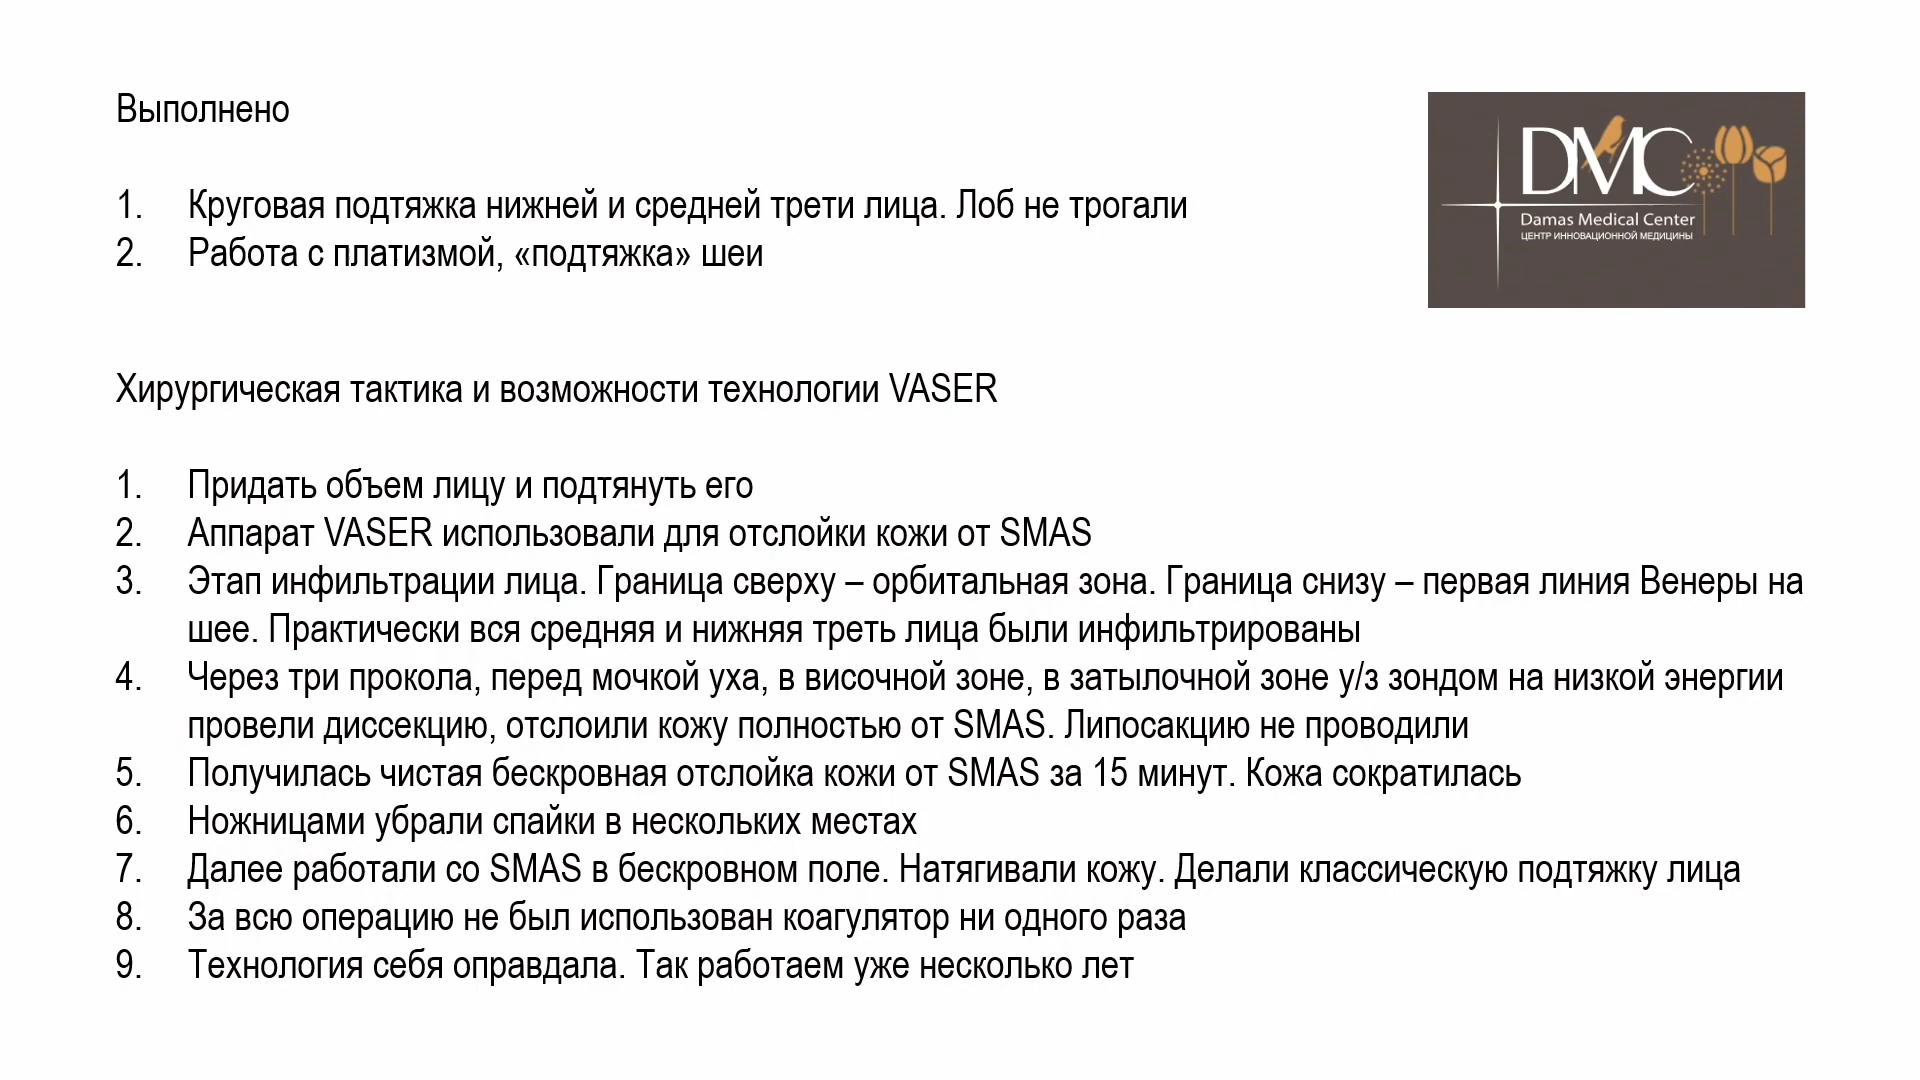 Выполнено
1. Круговая подтяжка нижней и средней трети лица. Лоб не трогали
2. Работа с платизмой, «подтяжка» шеи
DMC
Damas Medical Center
ЦЕНТР ИННОВАЦИОННОЙ МЕДИЦИНЫ
Хирургическая тактика и возможности технологии VASER
1. Придать объем лицу и подтянуть его
2. Аппарат VASER использовали для отслойки кожи от SMAS
3. Этап инфильтрации лица. Граница сверху – орбитальная зона. Граница снизу – первая линия Венеры на
шее. Практически вся средняя и нижняя треть лица были инфильтрированы
4. Через три прокола, перед мочкой уха, в височной зоне, в затылочной зоне у/з зондом на низкой энергии
провели диссекцию, отслоили кожу полностью от SMAS. Липосакцию не проводили
5. Получилась чистая бескровная отслойка кожи от SMAS за 15 минут. Кожа сократилась
6. Ножницами убрали спайки в нескольких местах
7. Далее работали со SMAS в бескровном поле. Натягивали кожу. Делали классическую подтяжку лица
8. За всю операцию не был использован коагулятор ни одного раза
9. Технология себя оправдала. Так работаем уже несколько лет